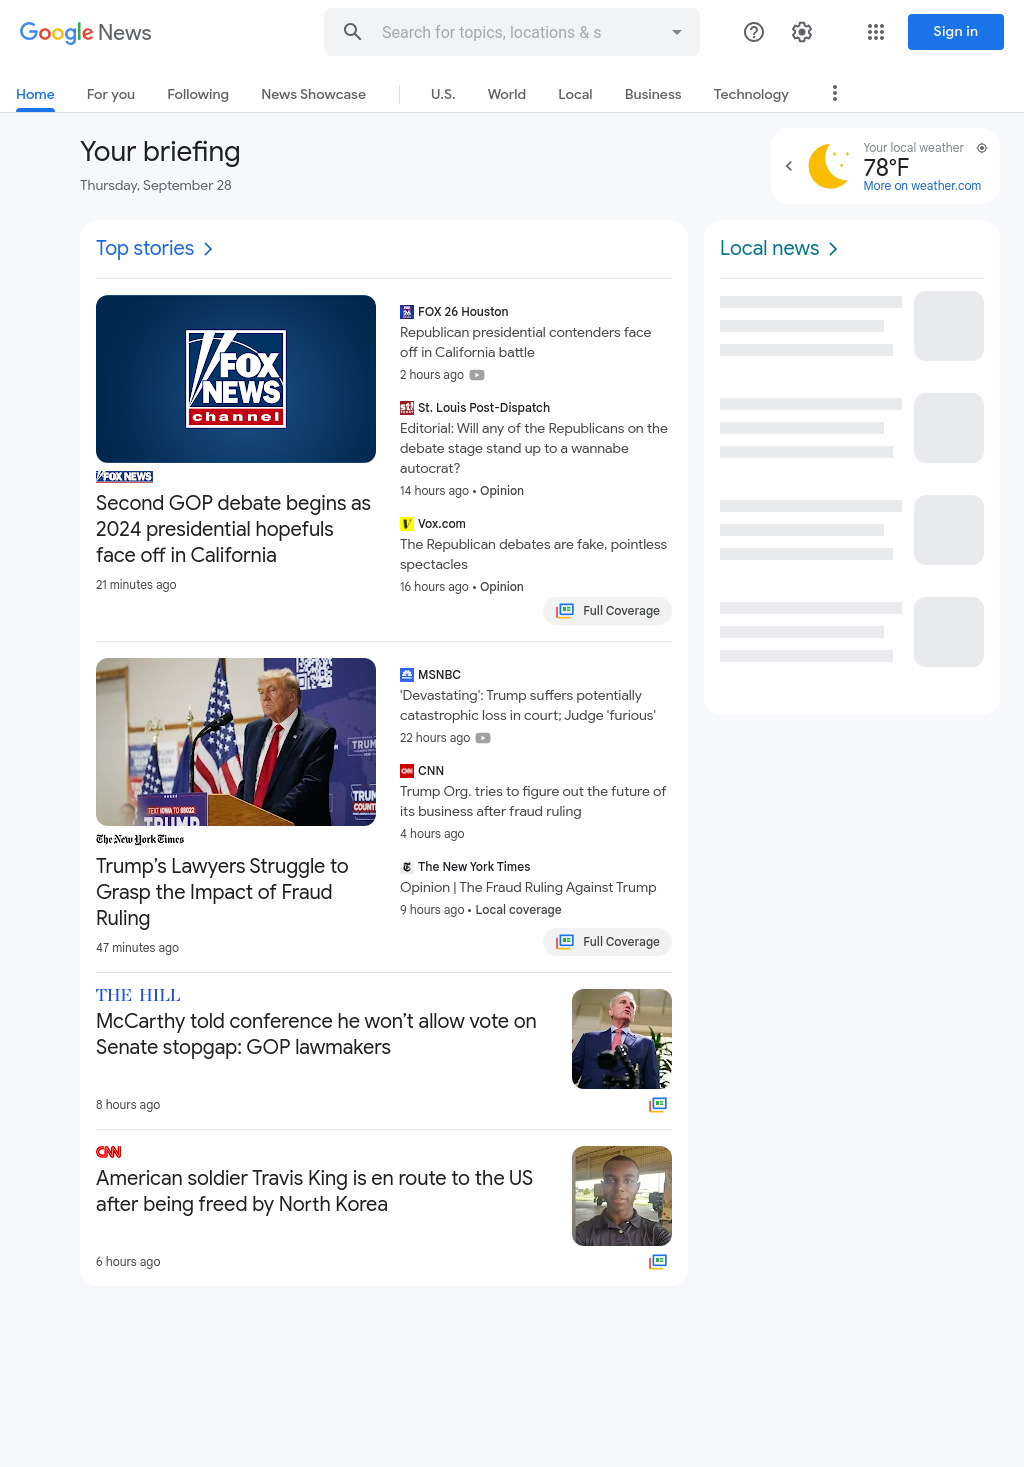 Google News
Search for topics, locations & s
Sign in
Home
For you
Following
News Showcase
U.S.
World
Local
Business
Technology
Your briefing
Thursday, September 28
Your local weather
78°F
More on weather.com
Top stories
FOX
NEWS
channel
FOX NEWS
Second GOP debate begins as
2024 presidential hopefuls
face off in California
21 minutes ago
FOX 26 Houston
Republican presidential contenders face
off in California battle
2 hours ago
St. Louis Post-Dispatch
Editorial: Will any of the Republicans on the
debate stage stand up to a wannabe
autocrat?
14 hours ago • Opinion
Vox.com
The Republican debates are fake, pointless
spectacles
16 hours ago • Opinion
Full Coverage
TEXT IOWA TO 88022
TRUMP
The New York Times
Trump’s Lawyers Struggle to
Grasp the Impact of Fraud
Ruling
47 minutes ago
MSNBC
'Devastating': Trump suffers potentially
catastrophic loss in court; Judge 'furious'
22 hours ago
CNN
Trump Org. tries to figure out the future of
its business after fraud ruling
4 hours ago
The New York Times
Opinion | The Fraud Ruling Against Trump
9 hours ago • Local coverage
Full Coverage
THE HILL
McCarthy told conference he won’t allow vote on
Senate stopgap: GOP lawmakers
8 hours ago
CNN
American soldier Travis King is en route to the US
after being freed by North Korea
6 hours ago
Local news